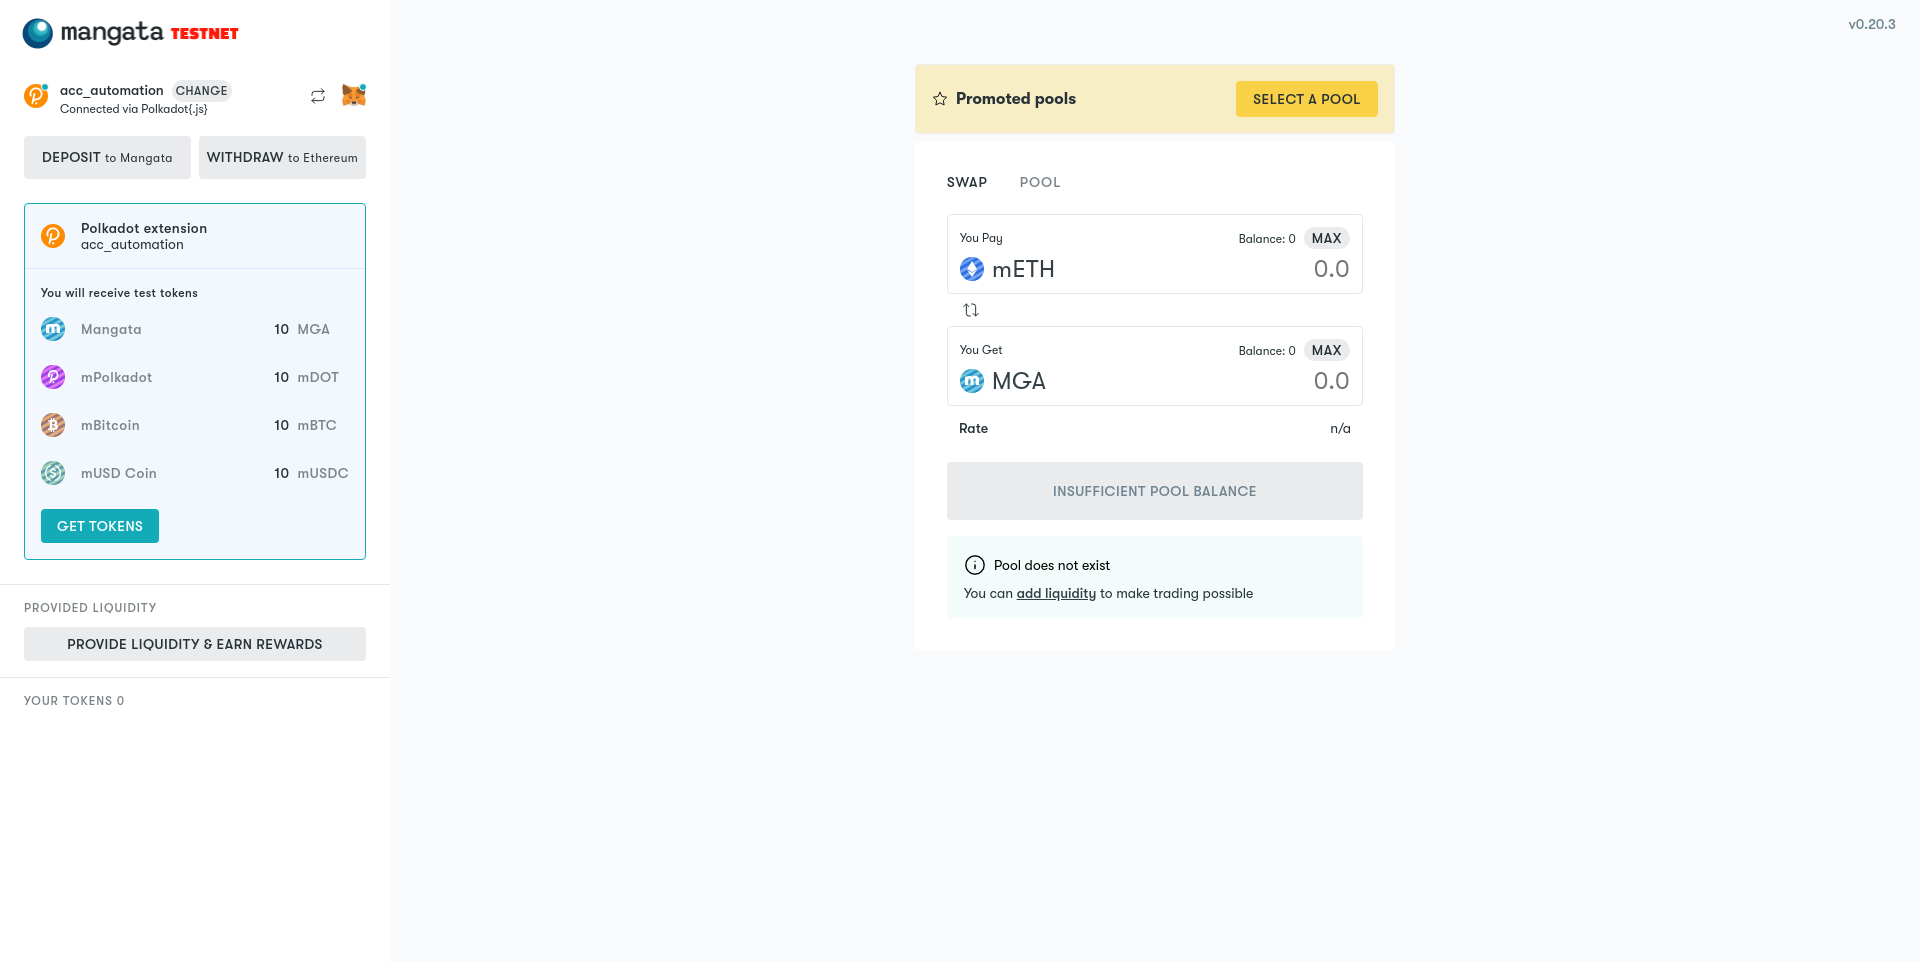 mangata TESTNET
v0.20.3
acc_automation CHANGE
Connected via Polkadot{.js}
DEPOSIT to Mangata
WITHDRAW to Ethereum
Polkadot extension
acc_automation
You will receive test tokens
Mangata 10 MGA
mPolkadot 10 mDOT
mBitcoin 10 mBTC
mUSD Coin 10 mUSDC
GET TOKENS
PROVIDED LIQUIDITY
PROVIDE LIQUIDITY & EARN REWARDS
YOUR TOKENS 0
Promoted pools
SELECT A POOL
SWAP POOL
You Pay Balance: 0 MAX
mETH 0.0
You Get Balance: 0 MAX
MGA 0.0
Rate n/a
INSUFFICIENT POOL BALANCE
Pool does not exist
You can add liquidity to make trading possible